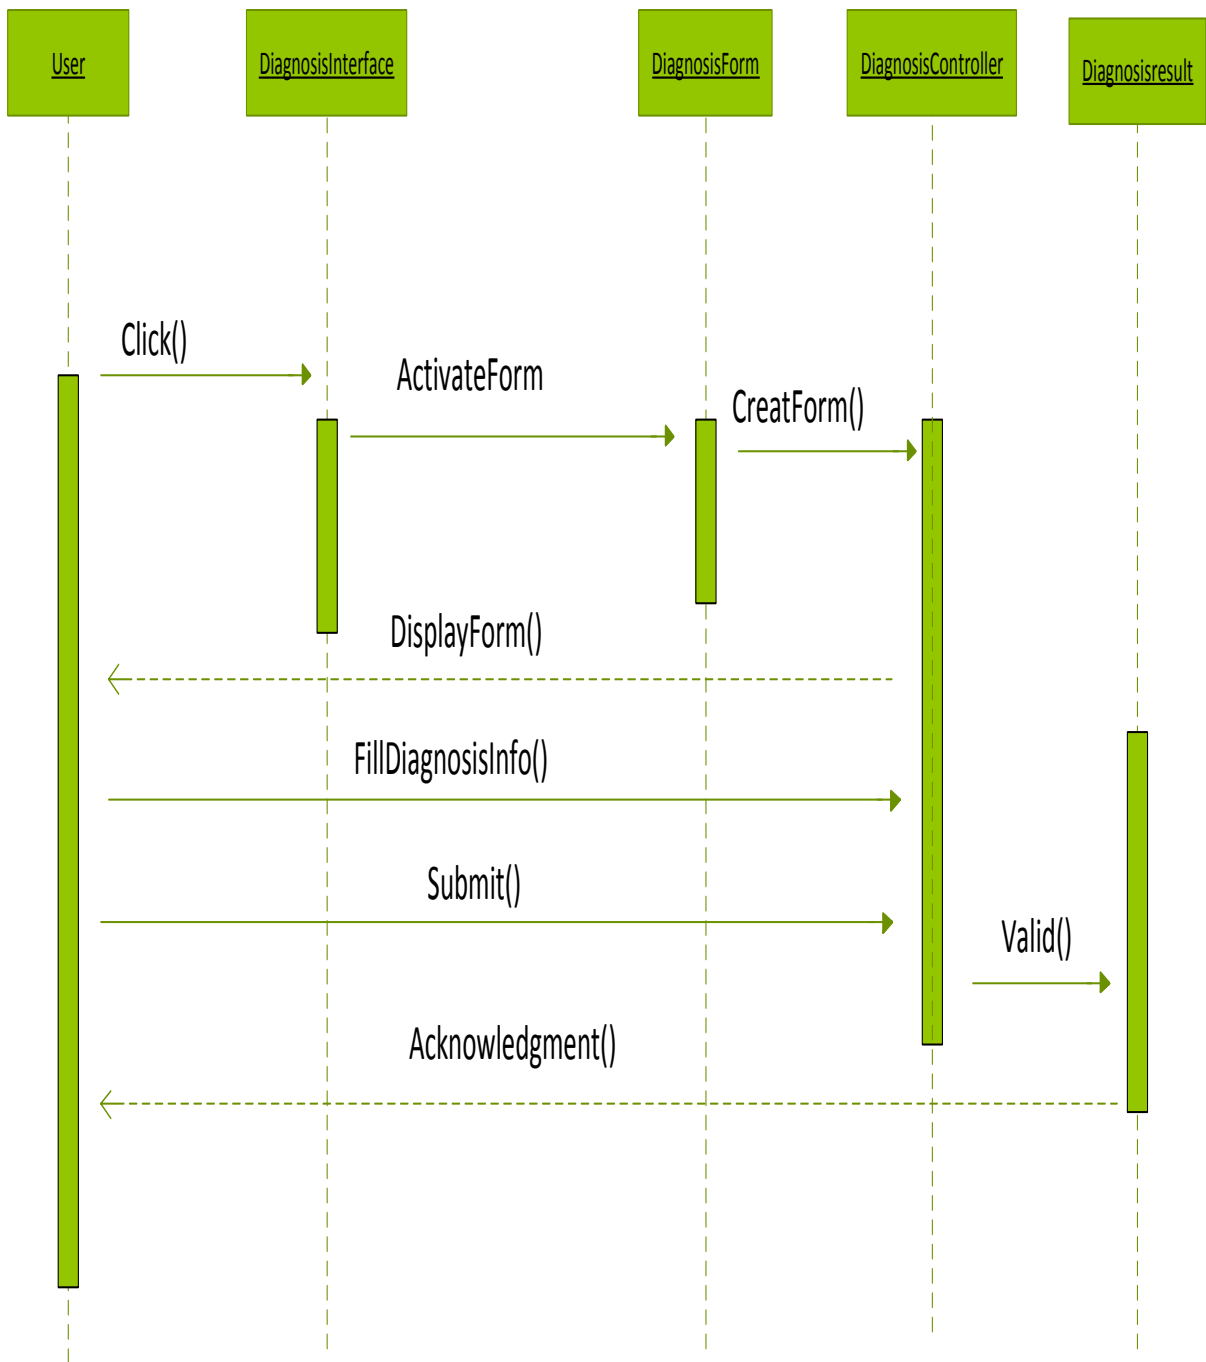 User
DiagnosisInterface
DiagnosisForm
DiagnosisController
Diagnosisresult
Click()
ActivateForm
CreatForm()
DisplayForm()
FillDiagnosisInfo()
Submit()
Valid()
Acknowledgment()